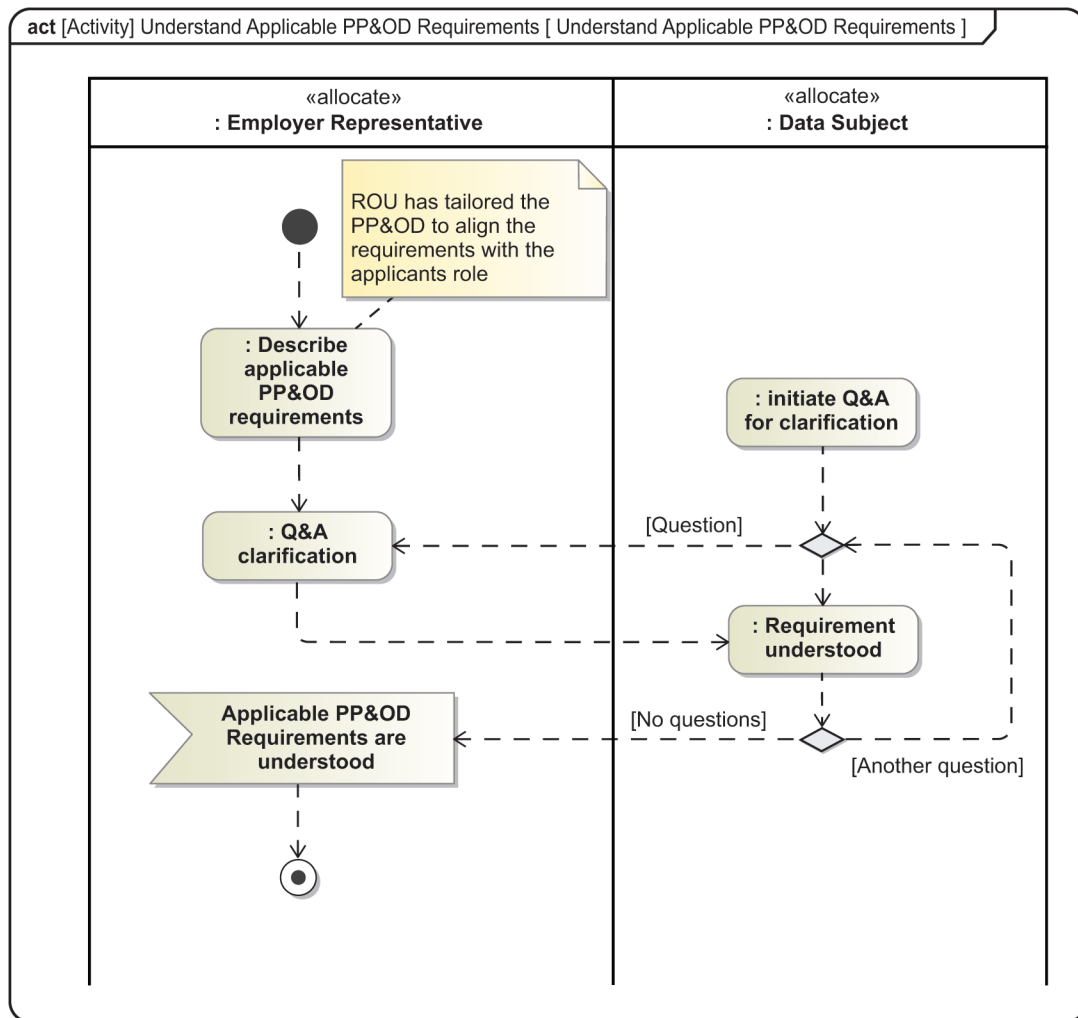 act [Activity] Understand Applicable PP&OD Requirements [ Understand Applicable PP&OD Requirements ]
«allocate»
: Employer Representative
«allocate»
: Data Subject
ROU has tailored the
PP&OD to align the
requirements with the
applicants role
: Describe
applicable
PP&OD
requirements
: initiate Q&A
for clarification
[Question]
: Q&A
clarification
: Requirement
understood
Applicable PP&OD
Requirements are
understood
[No questions]
[Another question]